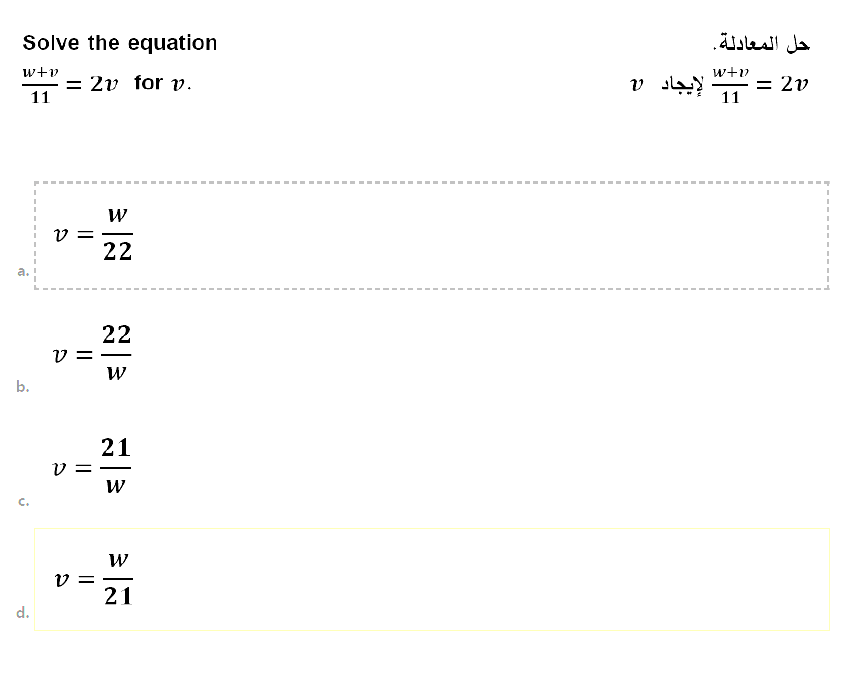 Solve the equation
حل المعادلة.
w+v/11 = 2v for v.
w+v/11 = 2v لإيجاد v
a. v = w/22
b. v = 22/w
c. v = 21/w
d. v = w/21